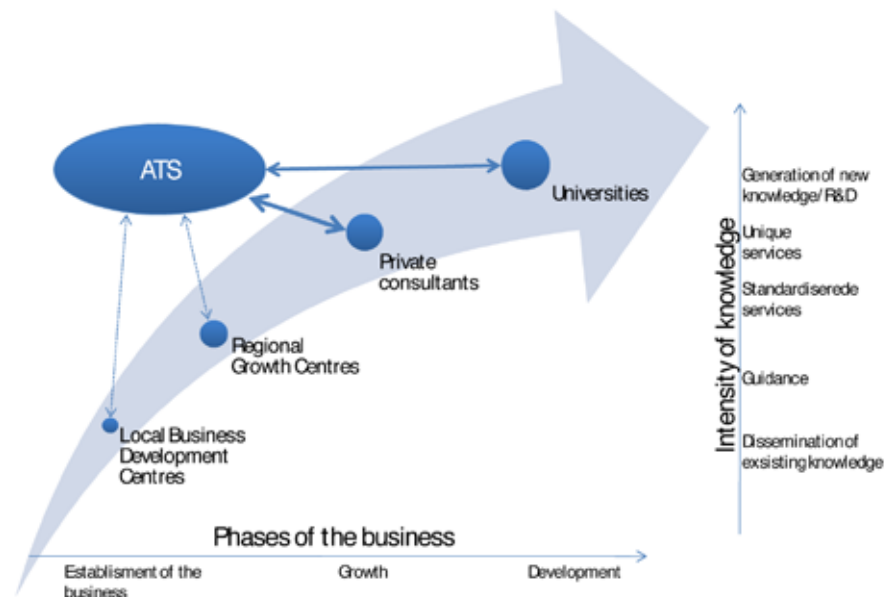 ATS
Universities
Private
consultants
Regional
Growth Centres
Local Business
Development
Centres
Generation of new
knowledge/ R&D
Unique
services
Standardiserede
services
Guidance
Dissemination of
exsisting knowledge
Intensity of knowledge
Phases of the business
Establisment of the
business
Growth
Development